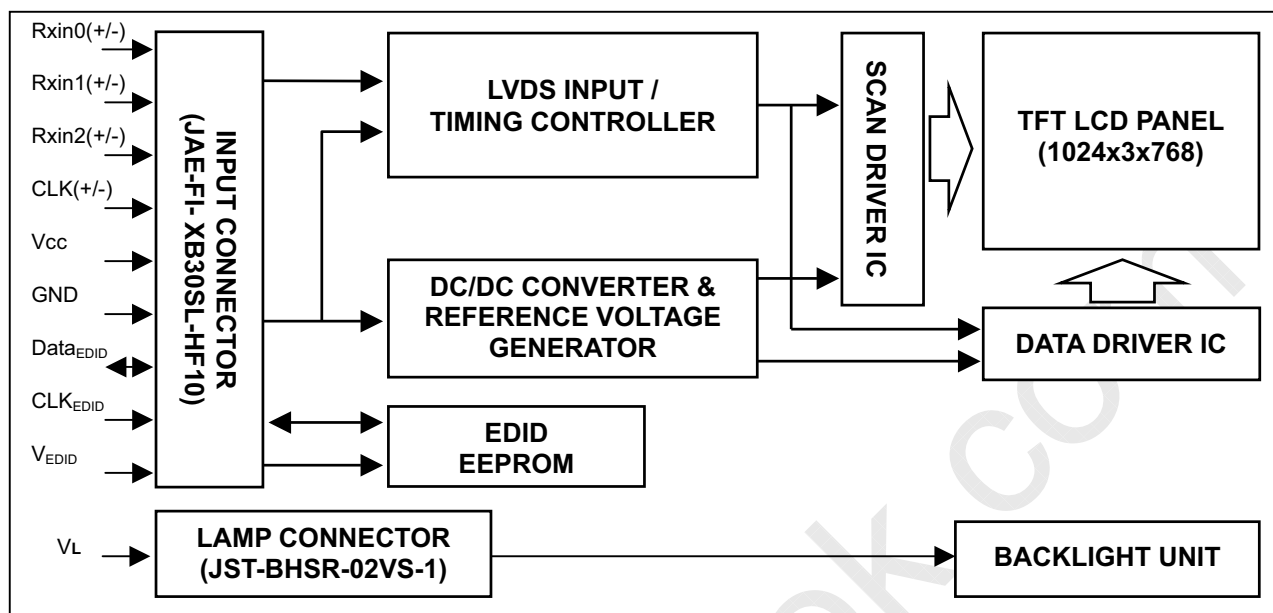 Rxin0(+/-)
Rxin1(+/-)
Rxin2(+/-)
CLK(+/-)
Vcc
GND
DataEDID
CLKEDID
VEDID
VL
INPUT CONNECTOR
(JAE-FI- XB30SL-HF10)
LVDS INPUT /
TIMING CONTROLLER
DC/DC CONVERTER &
REFERENCE VOLTAGE
GENERATOR
EDID
EEPROM
LAMP CONNECTOR
(JST-BHSR-02VS-1)
SCAN DRIVER IC
TFT LCD PANEL
(1024x3x768)
DATA DRIVER IC
BACKLIGHT UNIT